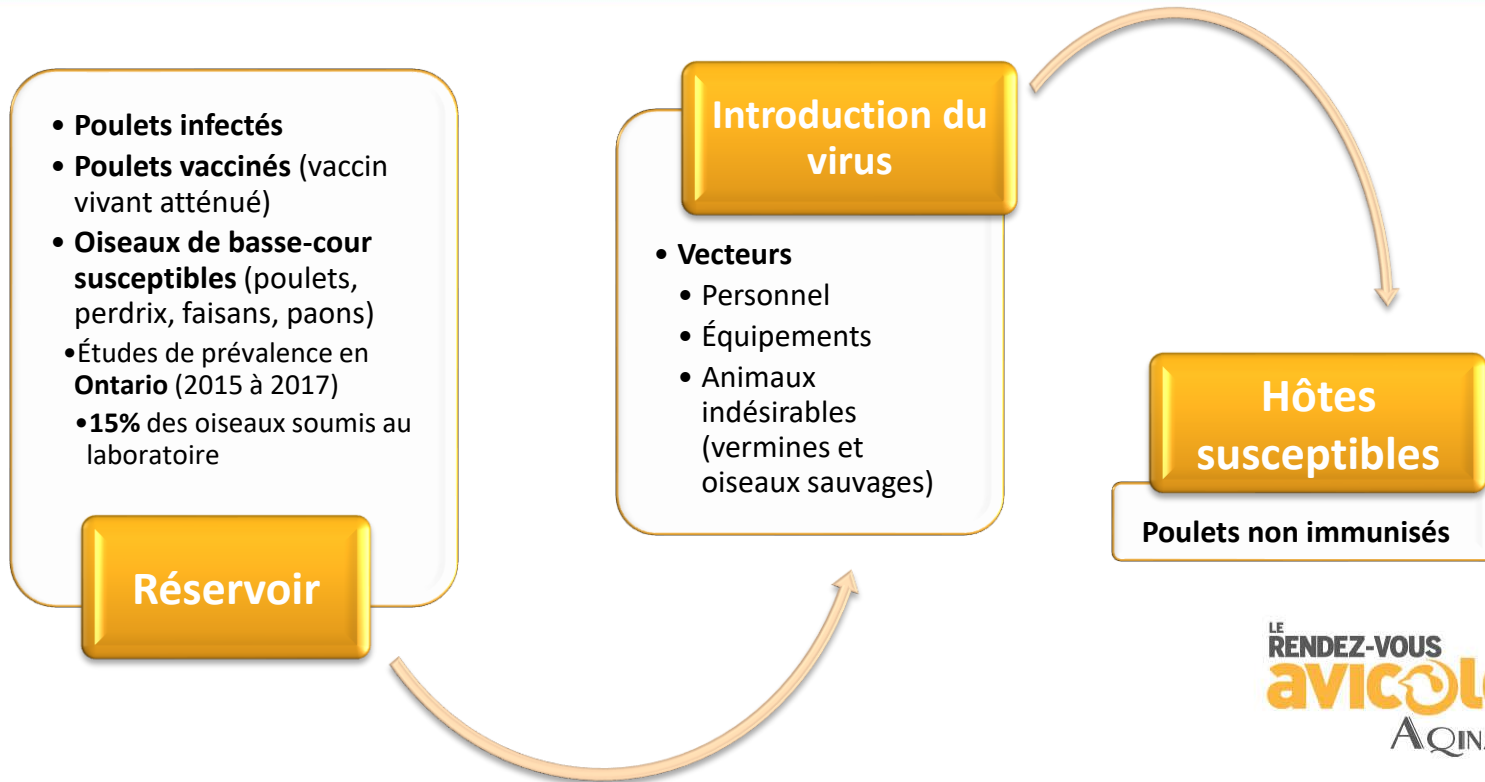 • Poulets infectés
• Poulets vaccinés (vaccin
vivant atténué)
• Oiseaux de basse-cour
susceptibles (poulets,
perdrix, faisans, paons)
•Études de prévalence en
Ontario (2015 à 2017)
•15% des oiseaux soumis au
laboratoire
Réservoir
Introduction du
virus
• Vecteurs
• Personnel
• Équipements
• Animaux
indésirables
(vermines et
oiseaux sauvages)
Hôtes
susceptibles
Poulets non immunisés
LE
RENDEZ-VOUS